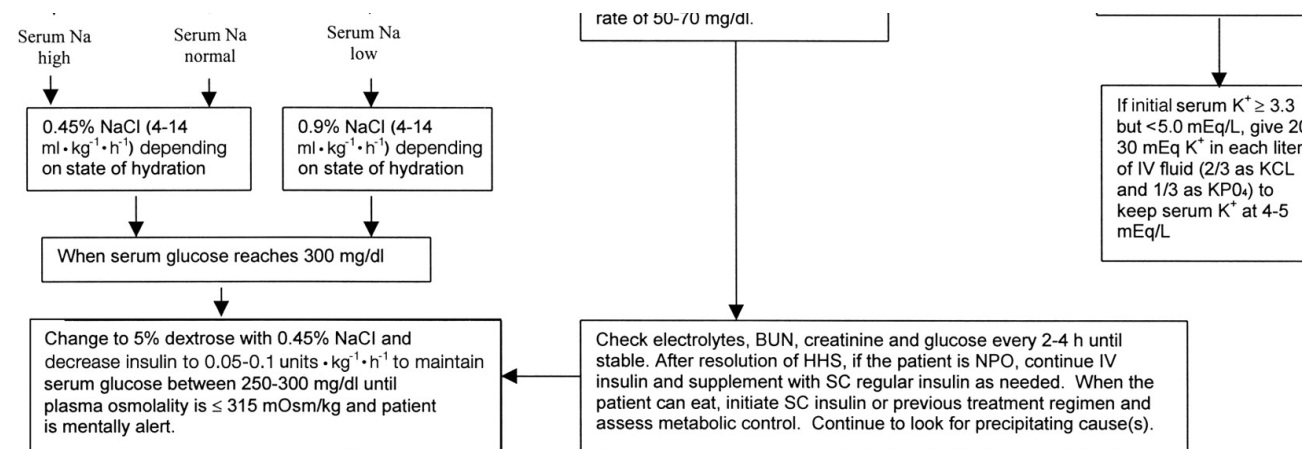 rate of 50-70 mg/dl.
Serum Na
high
Serum Na
normal
Serum Na
low
0.45% NaCl (4-14
ml•kg⁻¹•h⁻¹) depending
on state of hydration
0.9% NaCl (4-14
ml•kg⁻¹•h⁻¹) depending
on state of hydration
If initial serum K⁺ ≥ 3.3
but <5.0 mEq/L, give 20
30 mEq K⁺ in each liter
of IV fluid (2/3 as KCL
and 1/3 as KP0₄) to
keep serum K⁺ at 4-5
mEq/L
When serum glucose reaches 300 mg/dl
Change to 5% dextrose with 0.45% NaCl and
decrease insulin to 0.05-0.1 units•kg⁻¹•h⁻¹ to maintain
serum glucose between 250-300 mg/dl until
plasma osmolality is ≤ 315 mOsm/kg and patient
is mentally alert.
Check electrolytes, BUN, creatinine and glucose every 2-4 h until
stable. After resolution of HHS, if the patient is NPO, continue IV
insulin and supplement with SC regular insulin as needed. When the
patient can eat, initiate SC insulin or previous treatment regimen and
assess metabolic control. Continue to look for precipitating cause(s).